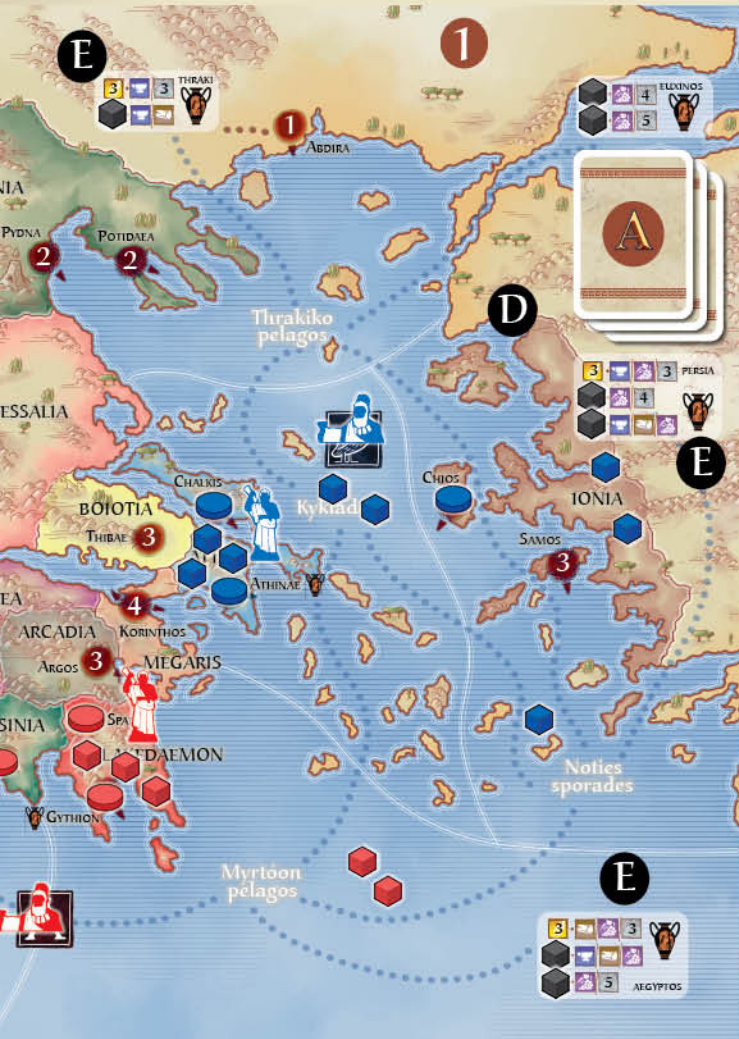 E
1
3 3 THRAKI
EUXINOS
4
5
1
ABDIRA
NIA
PYDNA
2
POTIDAEA
2
A
Thrakiko
pelagos
D
3 3 PERSIA
4
ESSALIA
E
CHALKIS
CHIOS
Kyklad
IONIA
BOIOTIA
THIBAE 3
SAMOS
3
ATHINAE
EA
4
KORINTHOS
ARCADIA
ARGOS 3
MEGARIS
SINIA
SPA
LAKEDAEMON
GYTHION
Noties
sporades
Myrtóon
pélagos
E
3 3
5 AEGYPTOS